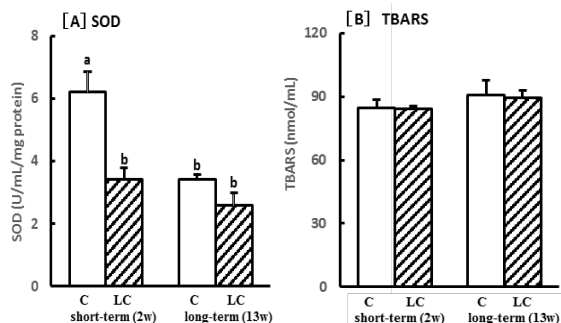 [A] SOD
SOD (U/mL/mg protein)
8
6
4
2
0
a
b
b
b
C LC C LC
short-term (2w) long-term (13w)
[B] TBARS
TBARS (nmol/mL)
120
90
60
30
0
C LC C LC
short-term (2w) long-term (13w)